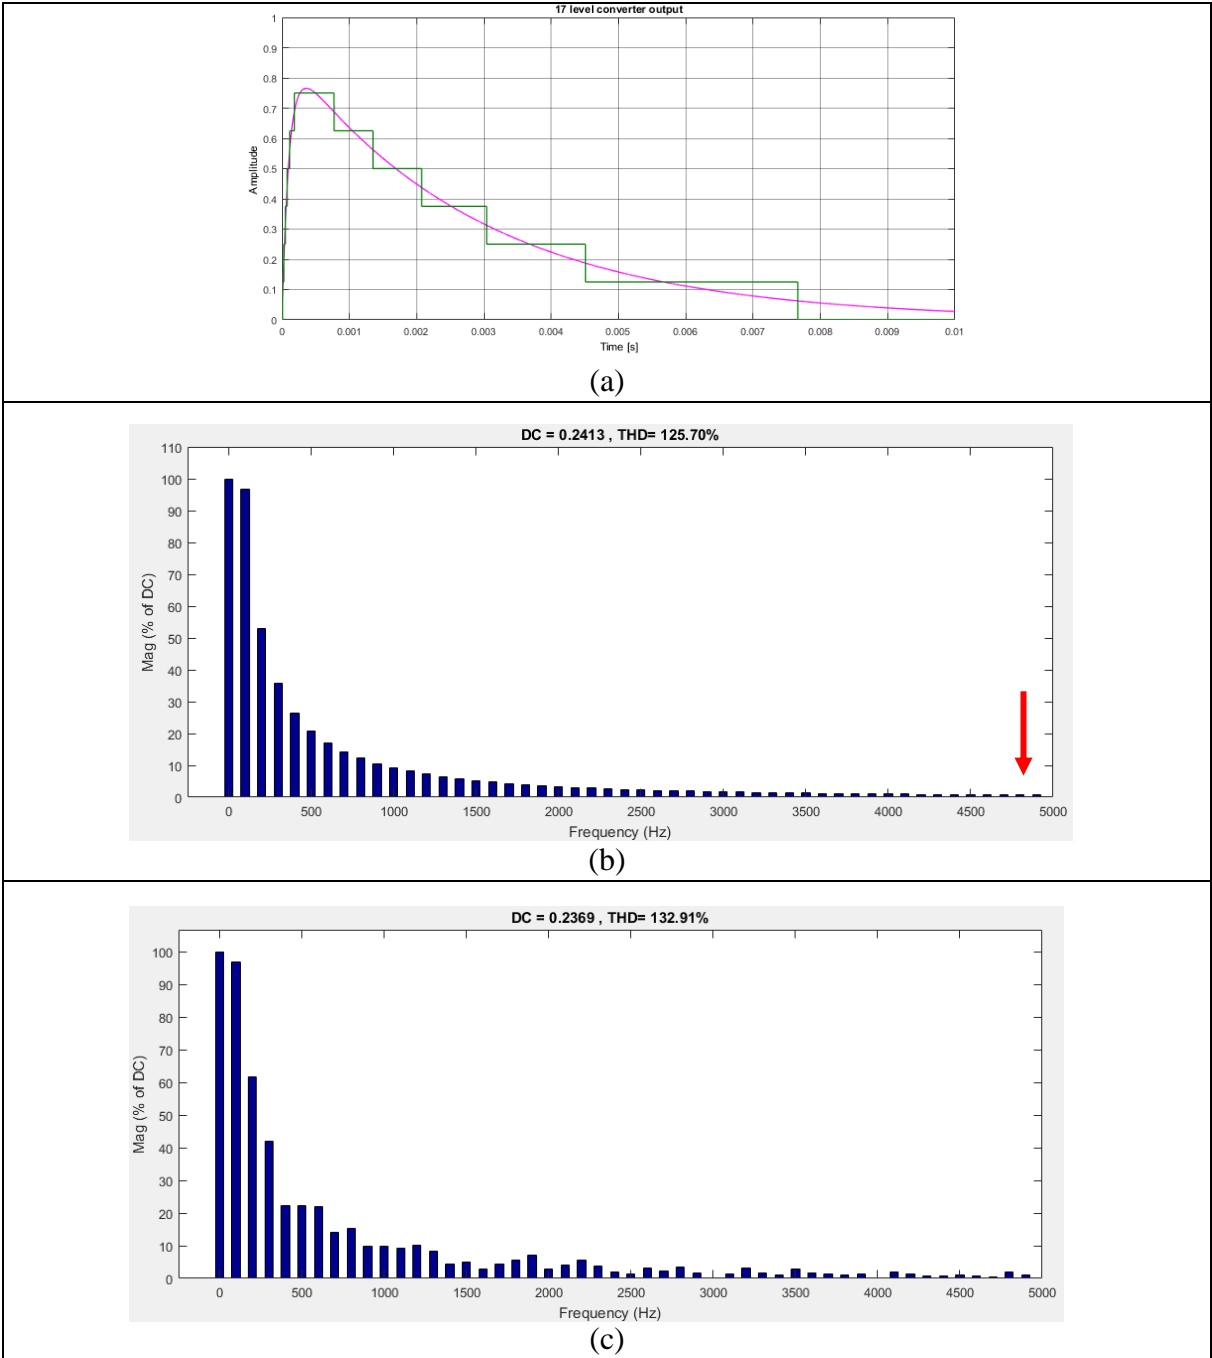 17 level converter output
1
0.9
0.8
0.7
0.6
0.5
0.4
0.3
0.2
0.1
0
Amplitude
0 0.001 0.002 0.003 0.004 0.005 0.006 0.007 0.008 0.009 0.01
Time [s]
(a)
DC = 0.2413 , THD= 125.70%
110
100
90
80
70
60
50
40
30
20
10
0
Mag (% of DC)
0 500 1000 1500 2000 2500 3000 3500 4000 4500 5000
Frequency (Hz)
(b)
DC = 0.2369 , THD= 132.91%
100
90
80
70
60
50
40
30
20
10
0
Mag (% of DC)
0 500 1000 1500 2000 2500 3000 3500 4000 4500 5000
Frequency (Hz)
(c)